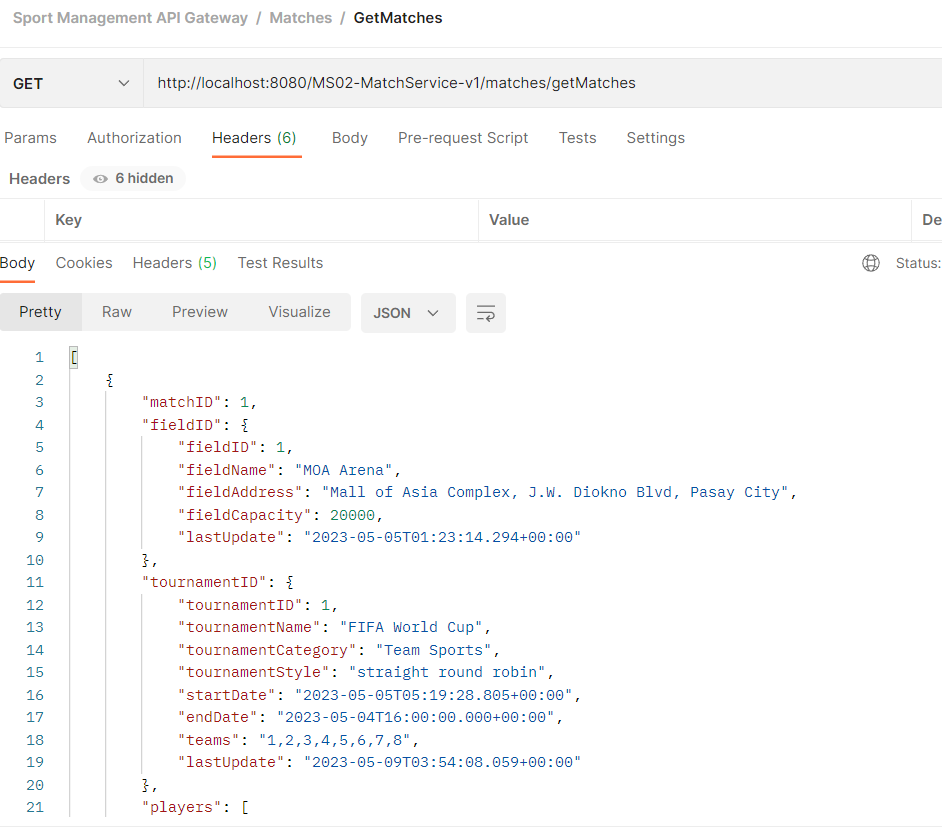 Sport Management API Gateway / Matches / GetMatches
GET http://localhost:8080/MS02-MatchService-v1/matches/getMatches
Params Authorization Headers (6) Body Pre-request Script Tests Settings
Headers 6 hidden
Key Value De
Body Cookies Headers (5) Test Results Status:
Pretty Raw Preview Visualize JSON
1 [
2 {
3 "matchID": 1,
4 "fieldID": {
5 "fieldID": 1,
6 "fieldName": "MOA Arena",
7 "fieldAddress": "Mall of Asia Complex, J.W. Diokno Blvd, Pasay City",
8 "fieldCapacity": 20000,
9 "lastUpdate": "2023-05-05T01:23:14.294+00:00"
10 },
11 "tournamentID": {
12 "tournamentID": 1,
13 "tournamentName": "FIFA World Cup",
14 "tournamentCategory": "Team Sports",
15 "tournamentStyle": "straight round robin",
16 "startDate": "2023-05-05T05:19:28.805+00:00",
17 "endDate": "2023-05-04T16:00:00.000+00:00",
18 "teams": "1,2,3,4,5,6,7,8",
19 "lastUpdate": "2023-05-09T03:54:08.059+00:00"
20 },
21 "players": [